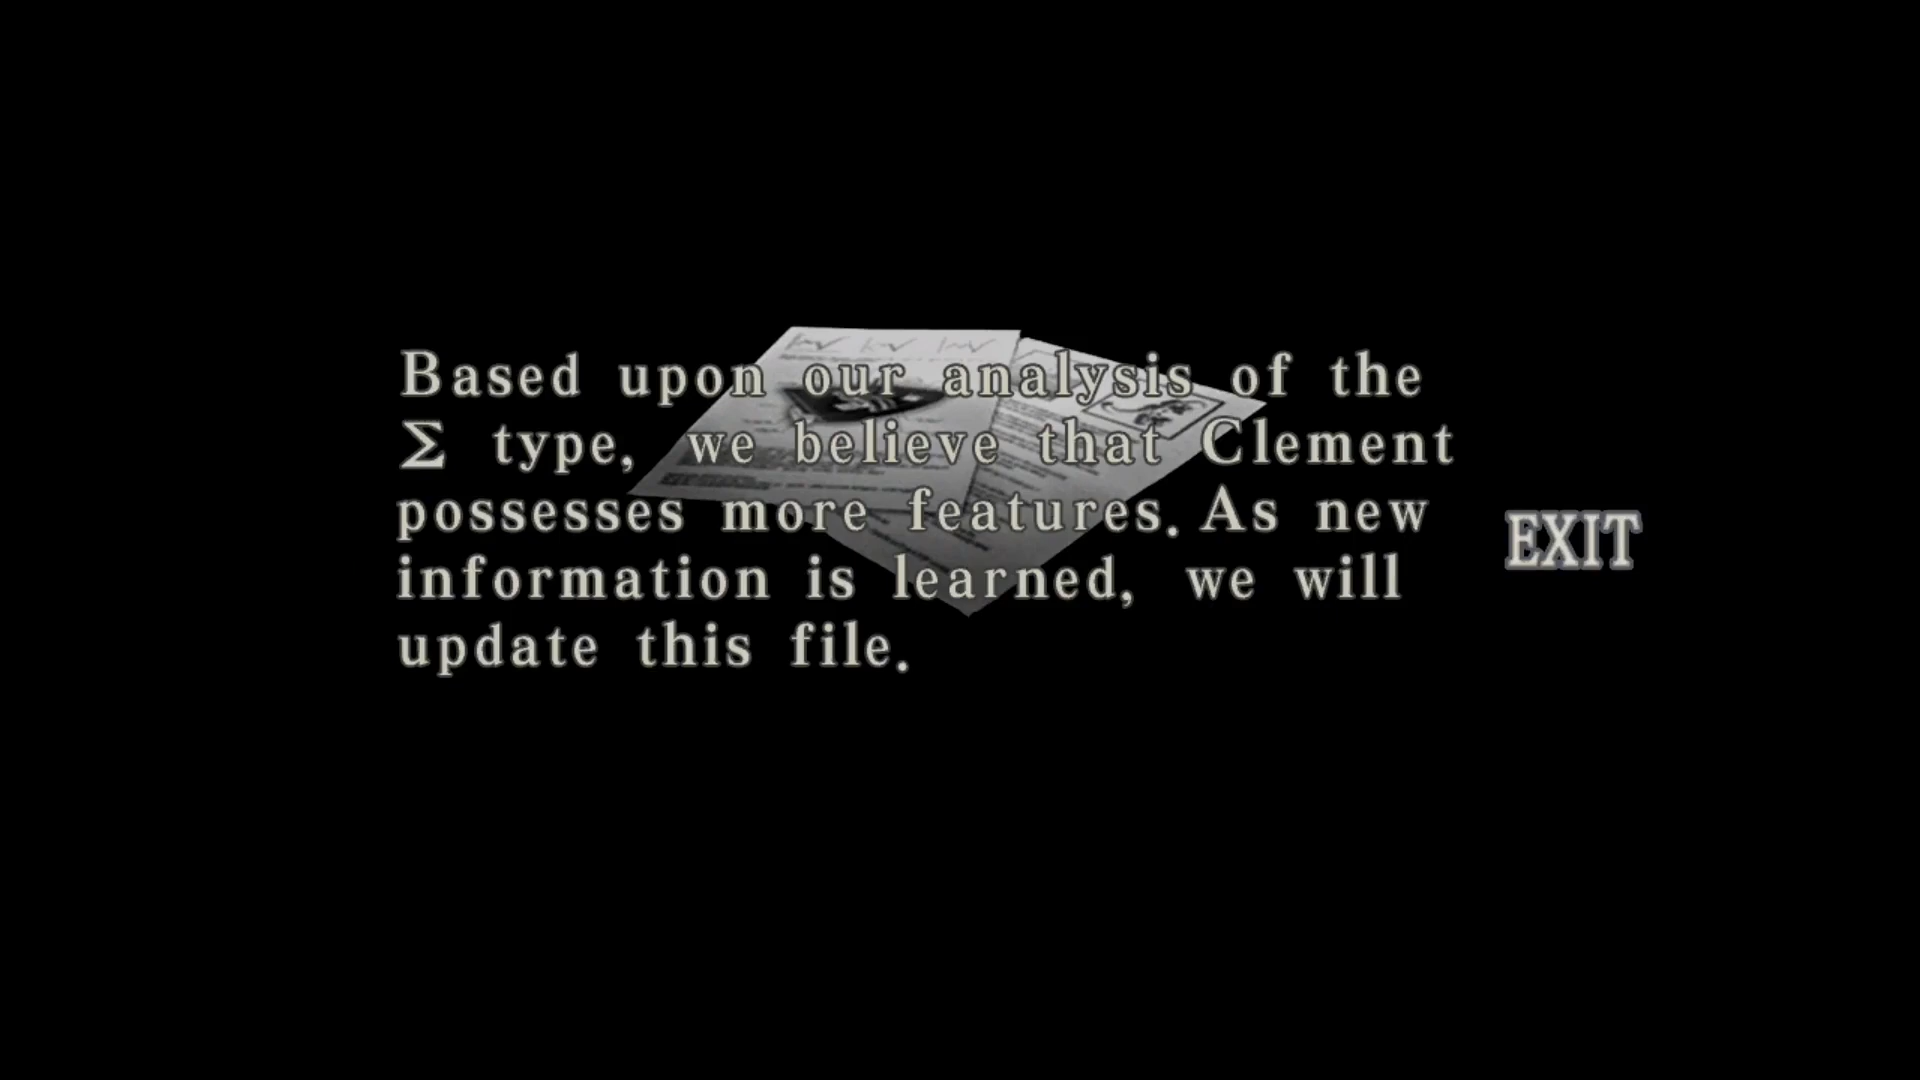 Based upon our analysis of the
Σ type, we believe that Clement
possesses more features. As new
information is learned, we will
update this file.
EXIT